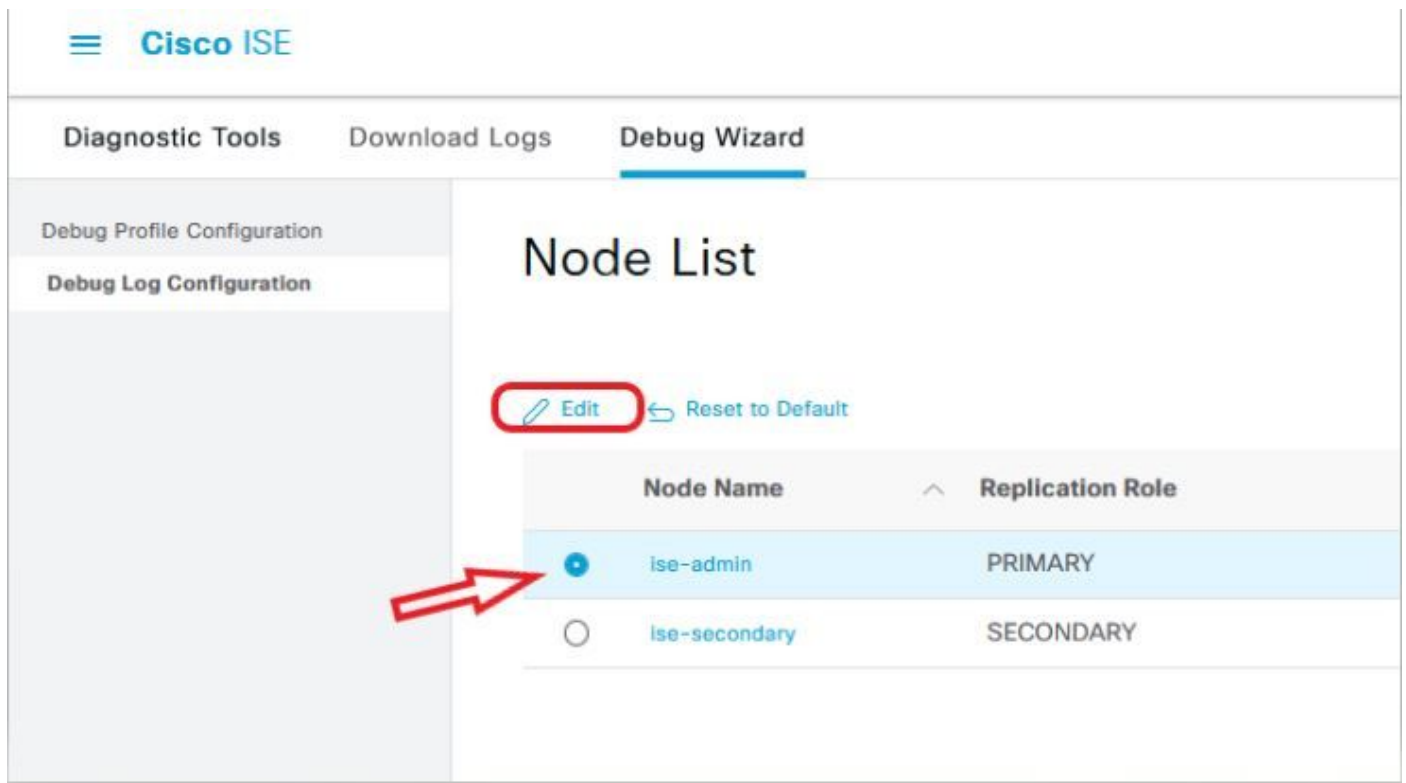 Cisco ISE
Diagnostic Tools Download Logs Debug Wizard
Debug Profile Configuration
Debug Log Configuration
Node List
Edit Reset to Default
Node Name Replication Role
ise-admin PRIMARY
ise-secondary SECONDARY